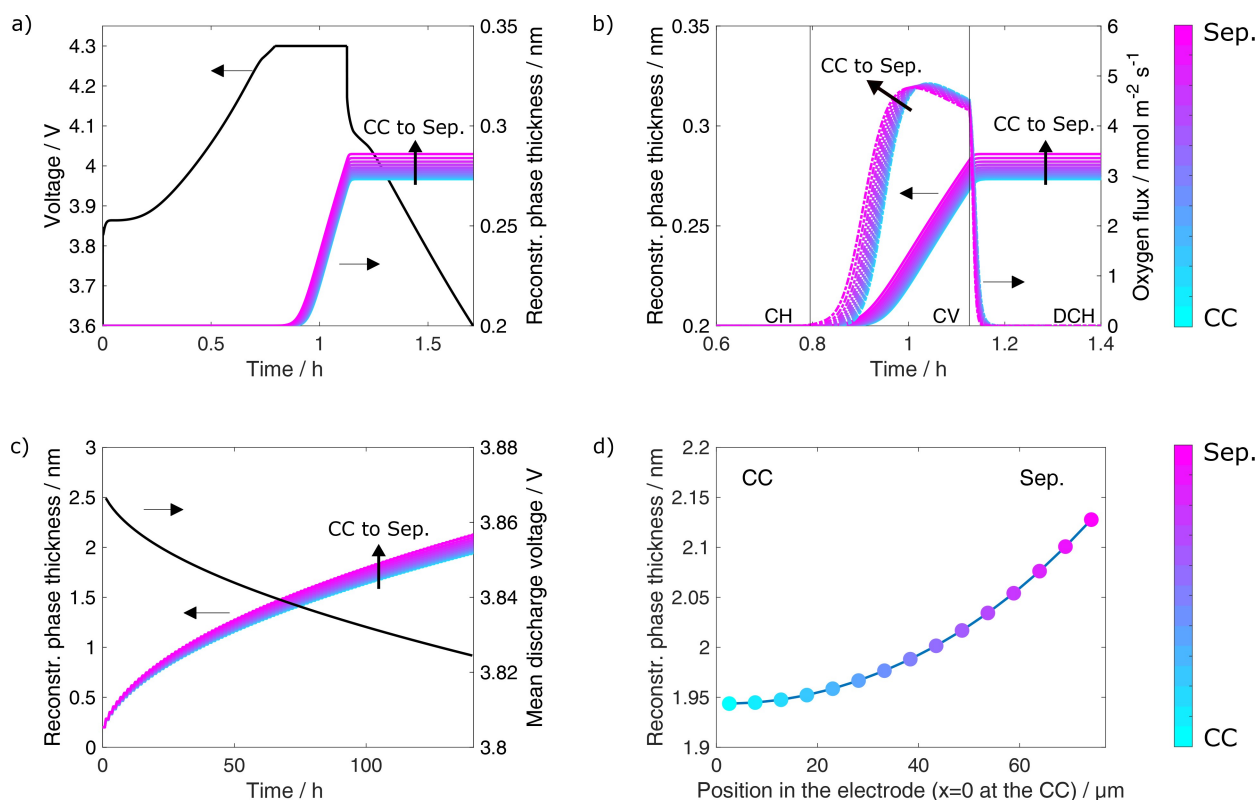 a)
Voltage / V
4.3
4.2
4.1
4
3.9
3.8
3.7
3.6
0
0.5
1
1.5
Time / h
0.35
0.3
0.25
0.2
Reconstr. phase thickness / nm
CC to Sep.
b)
Reconstr. phase thickness / nm
0.35
0.3
0.25
0.2
0.6
0.8
1
1.2
1.4
Time / h
6
5
4
3
2
1
0
Oxygen flux / nmol m-2 s-1
CC to Sep.
CC to Sep.
CH
CV
DCH
Sep.
CC
c)
Reconstr. phase thickness / nm
3
2.5
2
1.5
1
0.5
0
0
50
100
Time / h
3.88
3.86
3.84
3.82
3.8
Mean discharge voltage / V
CC to Sep.
d)
Reconstr. phase thickness / nm
2.2
2.15
2.1
2.05
2
1.95
1.9
0
20
40
60
Position in the electrode (x=0 at the CC) / µm
CC
Sep.
Sep.
CC